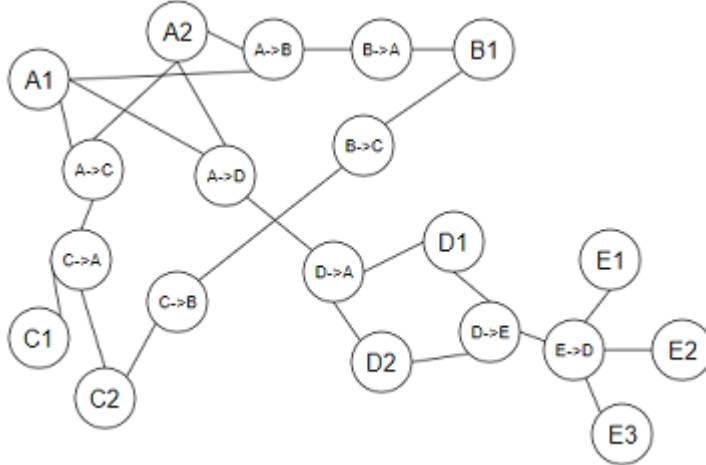 A1
A2
A->B
B->A
B1
B->C
A->C
A->D
C->A
D->A
D1
E1
C->B
C1
D->E
E->D
E2
D2
C2
E3